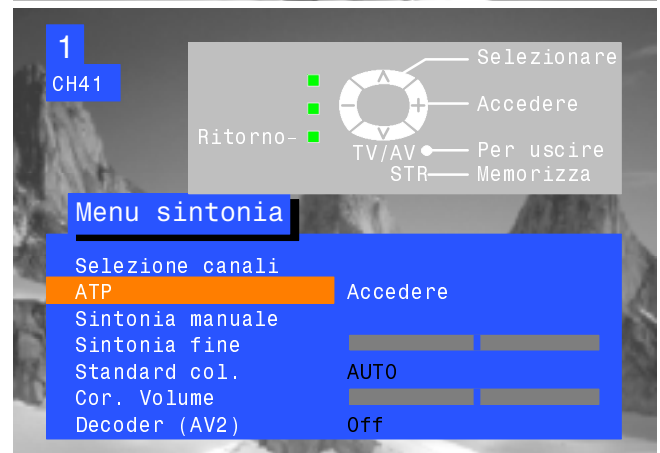 1
CH41
Selezionare
Accedere
Ritorno-
TV/AV Per uscire
STR Memorizza
Menu sintonia
Selezione canali
ATP Accedere
Sintonia manuale
Sintonia fine
Standard col. AUTO
Cor. Volume
Decoder (AV2) Off